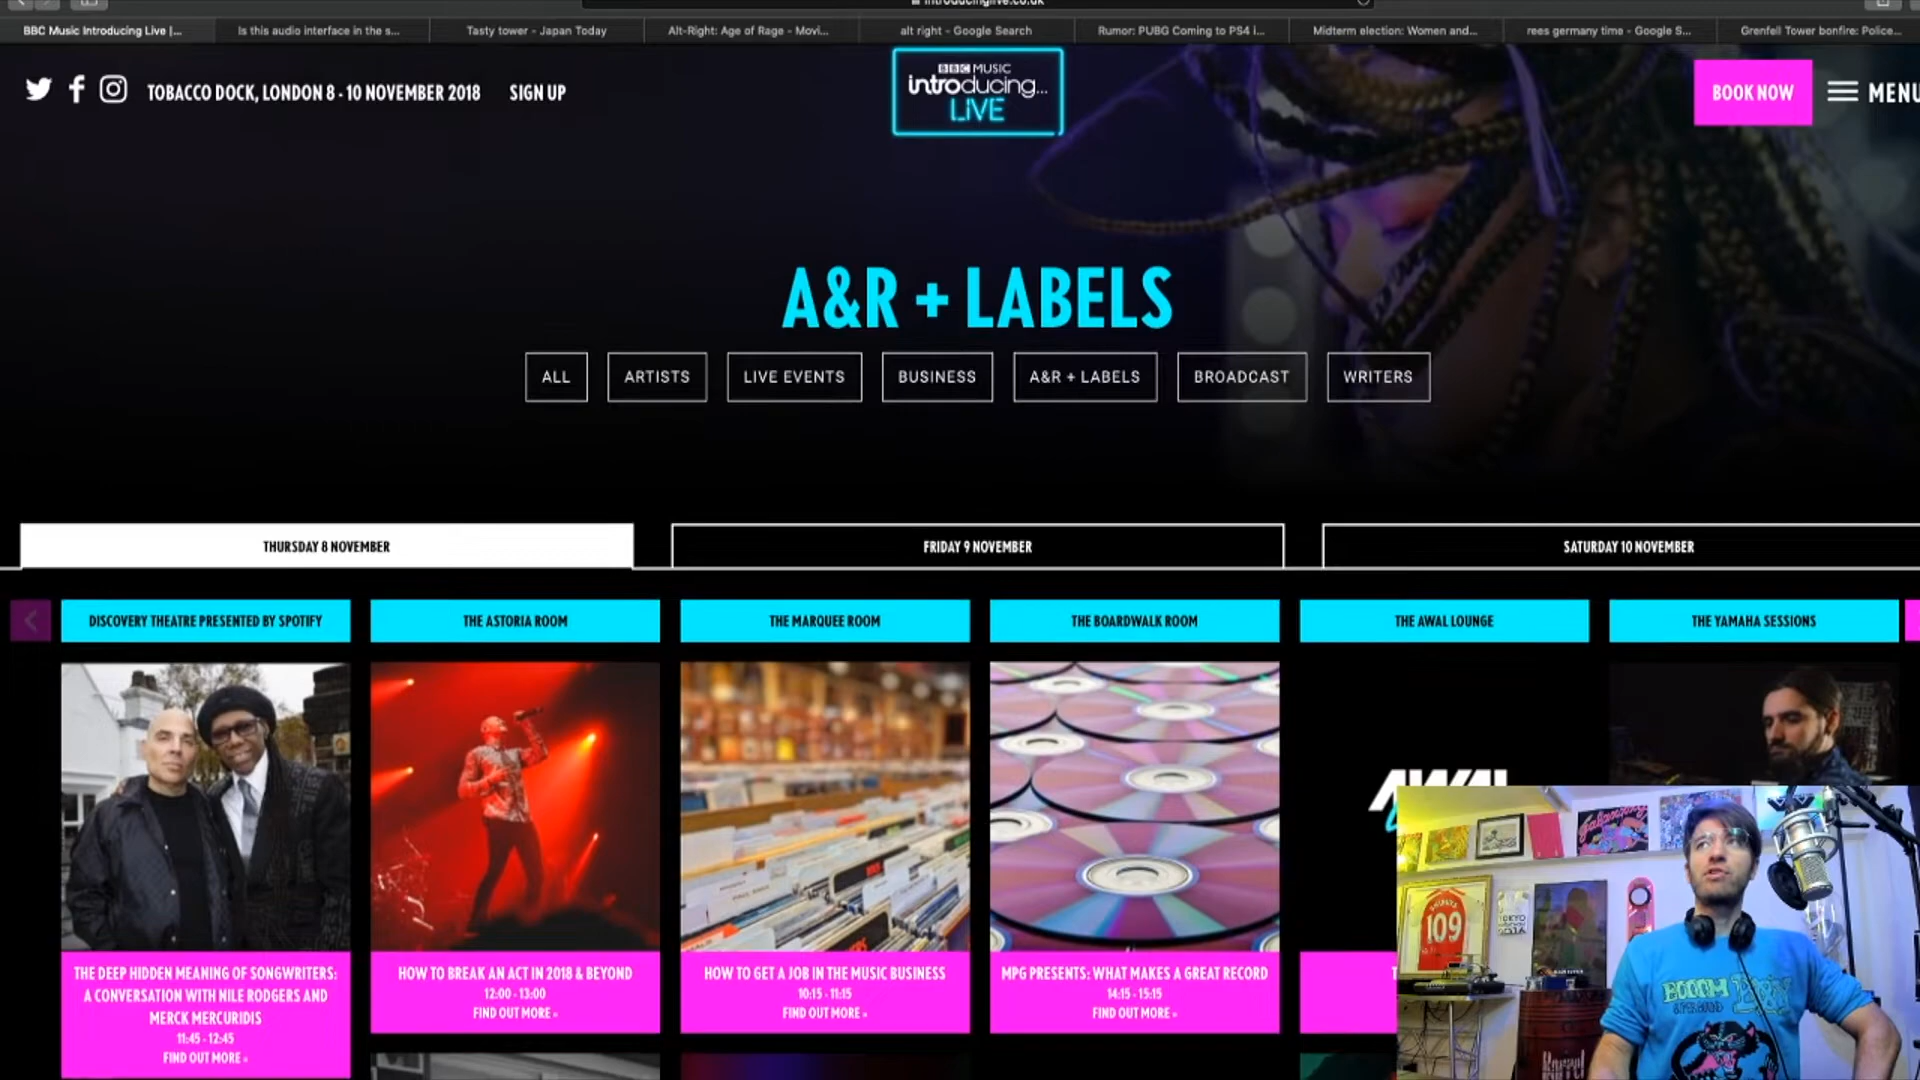 introducinglive.co.uk
BBC Music Introducing Live |...
Is this audio interface in the s...
Tasty tower - Japan Today
Alt-Right: Age of Rage - Movi...
alt right - Google Search
Rumor: PUBG Coming to PS4 i...
Midterm election: Women and...
rees germany time - Google S...
Grenfell Tower bonfire: Police...
TOBACCO DOCK, LONDON 8 - 10 NOVEMBER 2018
SIGN UP
BBC MUSIC
introducing...
LIVE
BOOK NOW
MENU
A&R + LABELS
ALL
ARTISTS
LIVE EVENTS
BUSINESS
A&R + LABELS
BROADCAST
WRITERS
THURSDAY 8 NOVEMBER
FRIDAY 9 NOVEMBER
SATURDAY 10 NOVEMBER
DISCOVERY THEATRE PRESENTED BY SPOTIFY
THE ASTORIA ROOM
THE MARQUEE ROOM
THE BOARDWALK ROOM
THE AWAL LOUNGE
THE YAMAHA SESSIONS
AWAL
THE DEEP HIDDEN MEANING OF SONGWRITERS:
A CONVERSATION WITH NILE RODGERS AND
MERCK MERCURIDIS
11:45 - 12:45
FIND OUT MORE »
HOW TO BREAK AN ACT IN 2018 & BEYOND
12:00 - 13:00
FIND OUT MORE »
HOW TO GET A JOB IN THE MUSIC BUSINESS
10:15 - 11:15
FIND OUT MORE »
MPG PRESENTS: WHAT MAKES A GREAT RECORD
14:15 - 15:15
FIND OUT MORE »
109
BOOOM